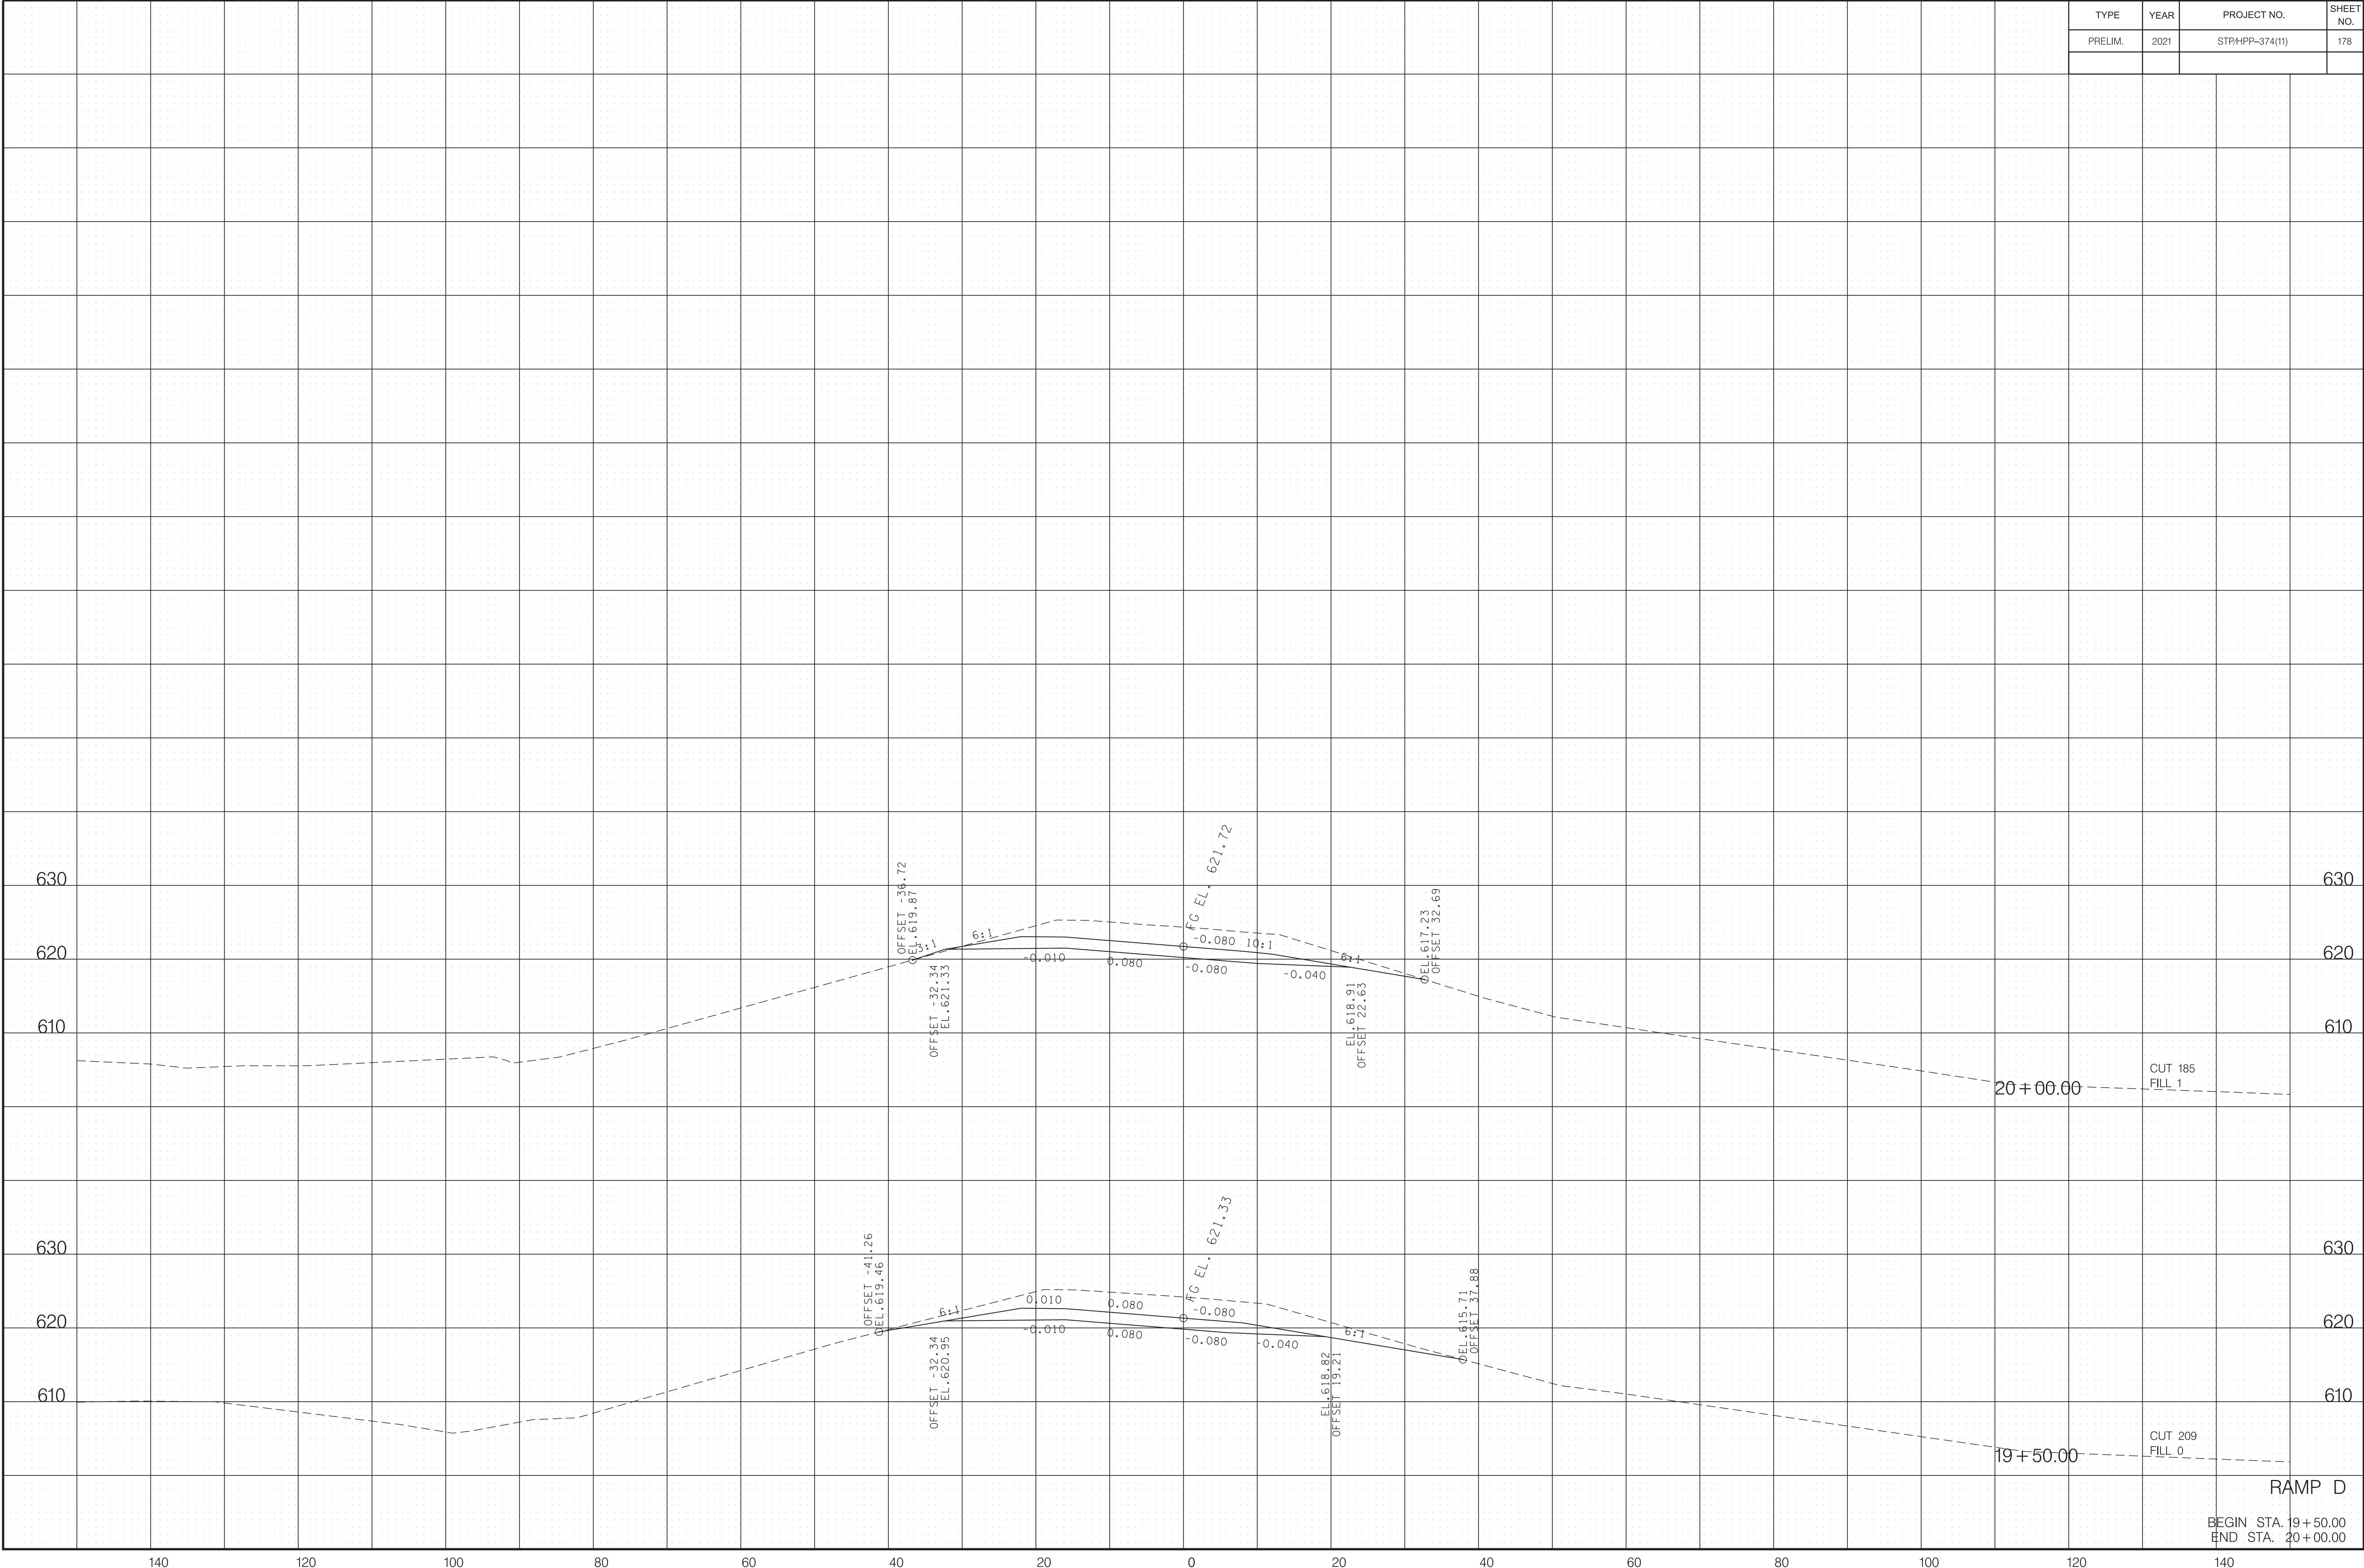 TYPE YEAR PROJECT NO. SHEET NO.
PRELIM. 2021 STP/HPP-374(11) 178
OFFSET -36.72
EL.619.87
FG EL. 621.72
EL.617.23
OFFSET 32.69
630 630
3:1 6:1 -0.080 10:1 6:1
620 620
-0.010 0.080 -0.080 -0.040
OFFSET -32.34
EL.621.33
EL.618.91
OFFSET 22.63
610 610
20+00.00
CUT 185
FILL 1
OFFSET -41.26
EL.619.46
FG EL. 621.33
EL.615.71
OFFSET 37.88
630 630
6:1 0.010 0.080 -0.080 6:1
620 620
-0.010 0.080 -0.080 -0.040
OFFSET -32.34
EL.620.95
EL.618.82
OFFSET 19.21
610 610
19+50.00
CUT 209
FILL 0
RAMP D
BEGIN STA. 19+50.00
END STA. 20+00.00
140 120 100 80 60 40 20 0 20 40 60 80 100 120 140